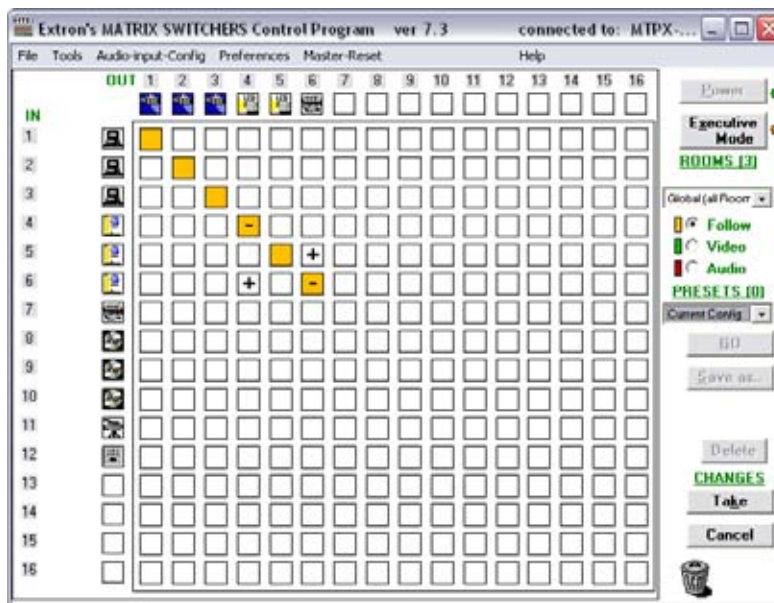 Extron's MATRIX SWITCHERS Control Program ver 7.3 connected to: MTPX-...
File Tools Audio-input-Config Preferences Master-Reset Help
OUT 1 2 3 4 5 6 7 8 9 10 11 12 13 14 15 16
IN
1
2
3
4 -
5 +
6 + -
7
8
9
10
11
12
13
14
15
16
Power
Executive
Mode
ROOMS [3]
Global (all Room
Follow
Video
Audio
PRESETS [0]
Current Config
GO
Save as..
Delete
CHANGES
Take
Cancel